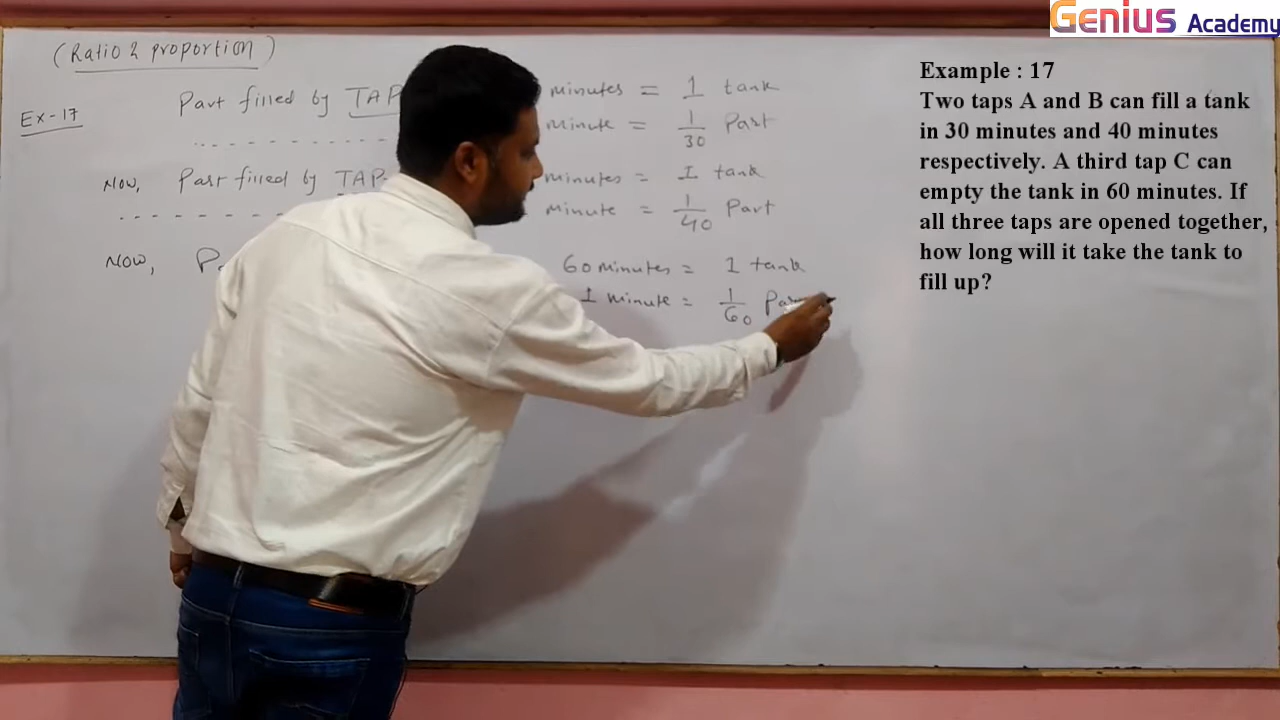 Genius Academy
(Ratio & proportion)
Ex-17
Part filled by TAP minutes = 1 tank
minute = 1/30 Part
Now, Part filled by TAP- minutes = 1 tank
minute = 1/40 Part
Now, 60 minutes = 1 tank
1 minute = 1/60
Example : 17
Two taps A and B can fill a tank
in 30 minutes and 40 minutes
respectively. A third tap C can
empty the tank in 60 minutes. If
all three taps are opened together,
how long will it take the tank to
fill up?